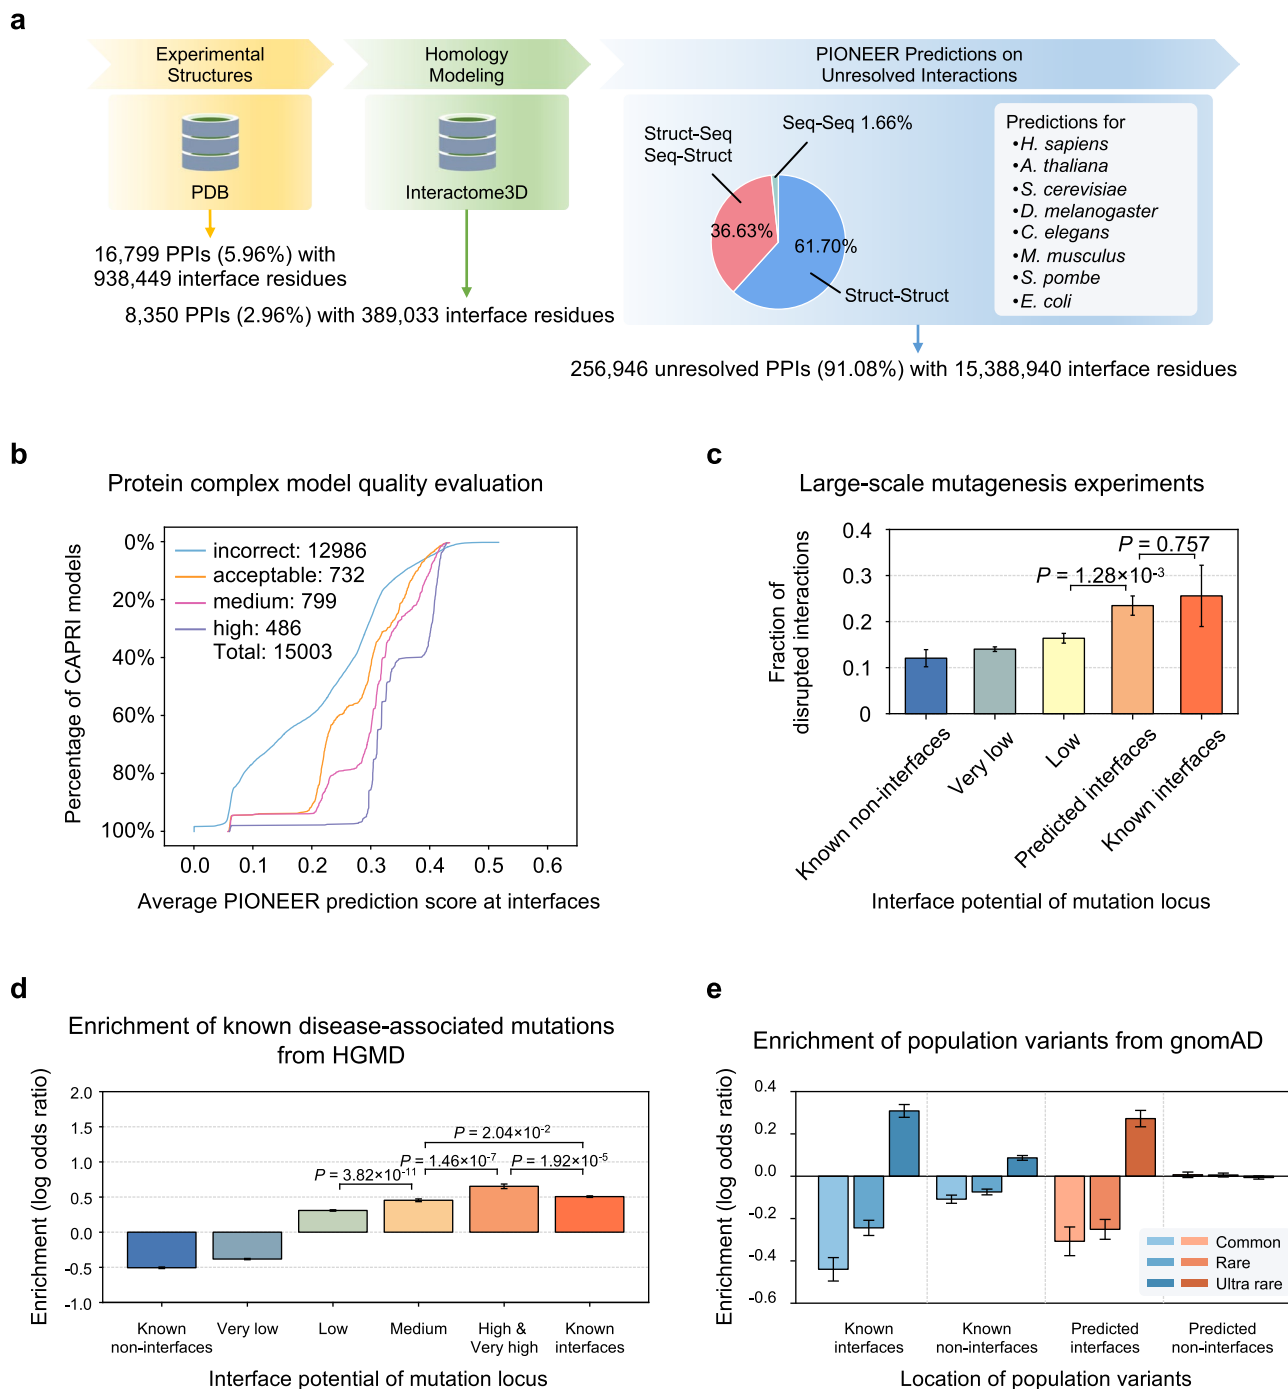 a
Experimental
Structures
Homology
Modeling
PIONEER Predictions on
Unresolved Interactions
PDB
Interactome3D
Struct-Seq
Seq-Struct
Seq-Seq 1.66%
36.63%
61.70%
Struct-Struct
Predictions for
•H. sapiens
•A. thaliana
•S. cerevisiae
•D. melanogaster
•C. elegans
•M. musculus
•S. pombe
•E. coli
16,799 PPIs (5.96%) with
938,449 interface residues
8,350 PPIs (2.96%) with 389,033 interface residues
256,946 unresolved PPIs (91.08%) with 15,388,940 interface residues
b
Protein complex model quality evaluation
Percentage of CAPRI models
0%
20%
40%
60%
80%
100%
incorrect: 12986
acceptable: 732
medium: 799
high: 486
Total: 15003
0.0 0.1 0.2 0.3 0.4 0.5 0.6
Average PIONEER prediction score at interfaces
c
Large-scale mutagenesis experiments
Fraction of
disrupted interactions
0.4
0.3
0.2
0.1
0
P = 0.757
P = 1.28×10⁻³
Known non-interfaces
Very low
Low
Predicted interfaces
Known interfaces
Interface potential of mutation locus
d
Enrichment of known disease-associated mutations
from HGMD
Enrichment (log odds ratio)
2.0
1.5
1.0
0.5
0.0
-0.5
-1.0
P = 2.04×10⁻²
P = 3.82×10⁻¹¹
P = 1.46×10⁻⁷
P = 1.92×10⁻⁵
Known
non-interfaces
Very low
Low
Medium
High &
Very high
Known
interfaces
Interface potential of mutation locus
e
Enrichment of population variants from gnomAD
Enrichment (log odds ratio)
0.4
0.2
0.0
-0.2
-0.4
-0.6
Common
Rare
Ultra rare
Known
interfaces
Known
non-interfaces
Predicted
interfaces
Predicted
non-interfaces
Location of population variants